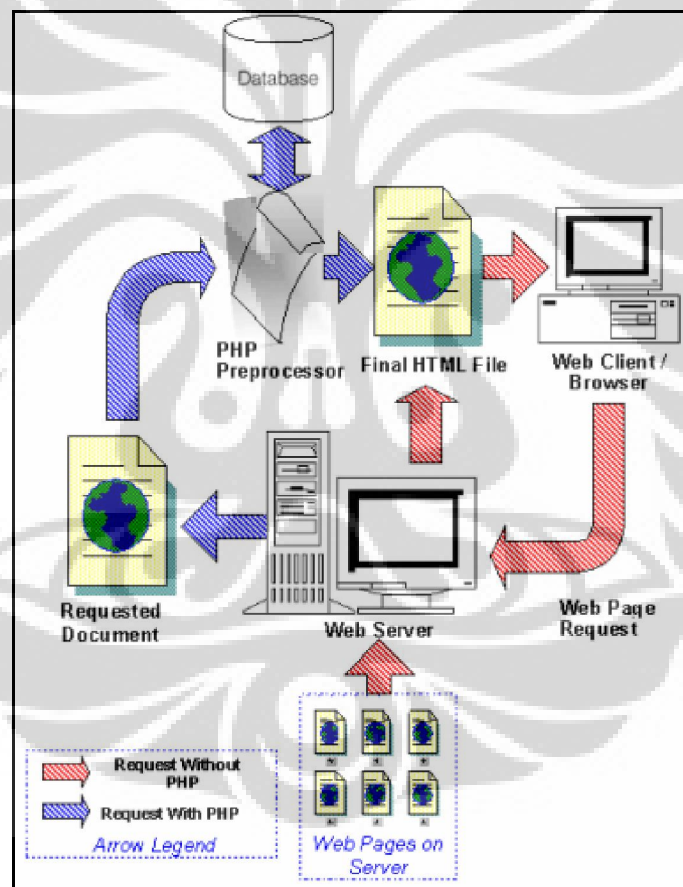 Database
PHP
Preprocessor
Final HTML File
Web Client /
Browser
Requested
Document
Web Server
Web Page
Request
Request Without
PHP
Request With PHP
Arrow Legend
Web Pages on
Server